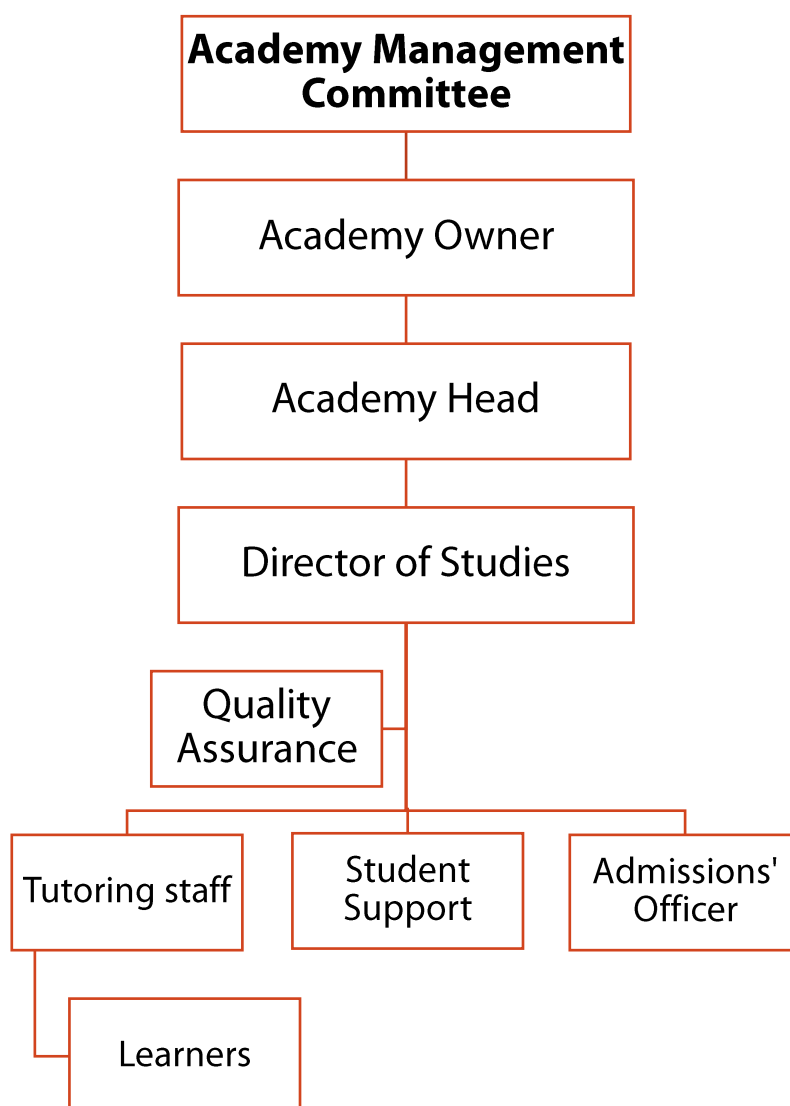 Academy Management
Committee
Academy Owner
Academy Head
Director of Studies
Quality
Assurance
Tutoring staff
Student
Support
Admissions'
Officer
Learners